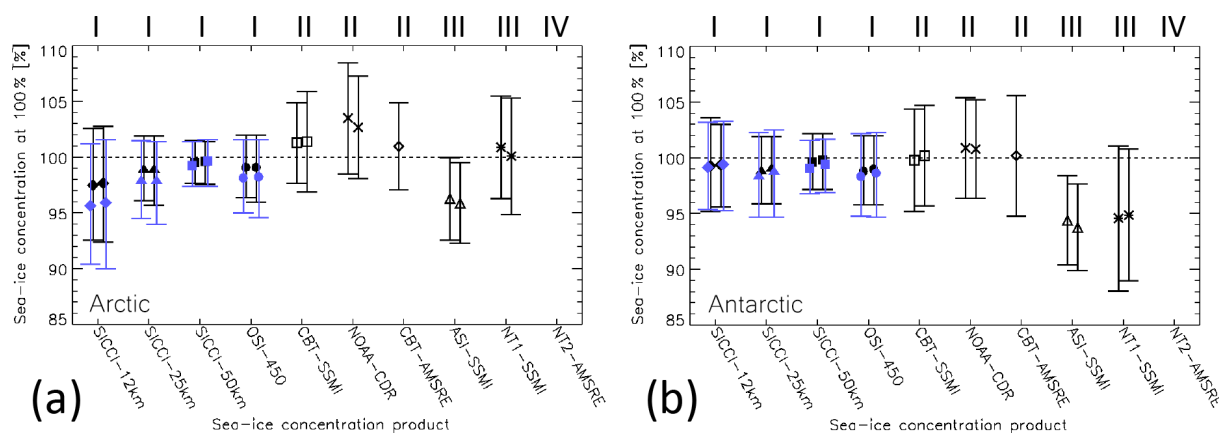 I I I I II II II III III IV
110
105
100
95
90
85
Sea-ice concentration at 100% [%]
Arctic
SICCI-12km
SICCI-25km
SICCI-50km
OSI-450
CBT-SSMI
NOAA-CDR
CBT-AMSRE
ASI-SSMI
NT1-SSMI
NT2-AMSRE
(a)
Sea-ice concentration product
I I I I II II II III III IV
110
105
100
95
90
85
Sea-ice concentration at 100% [%]
Antarctic
SICCI-12km
SICCI-25km
SICCI-50km
OSI-450
CBT-SSMI
NOAA-CDR
CBT-AMSRE
ASI-SSMI
NT1-SSMI
NT2-AMSRE
(b)
Sea-ice concentration product